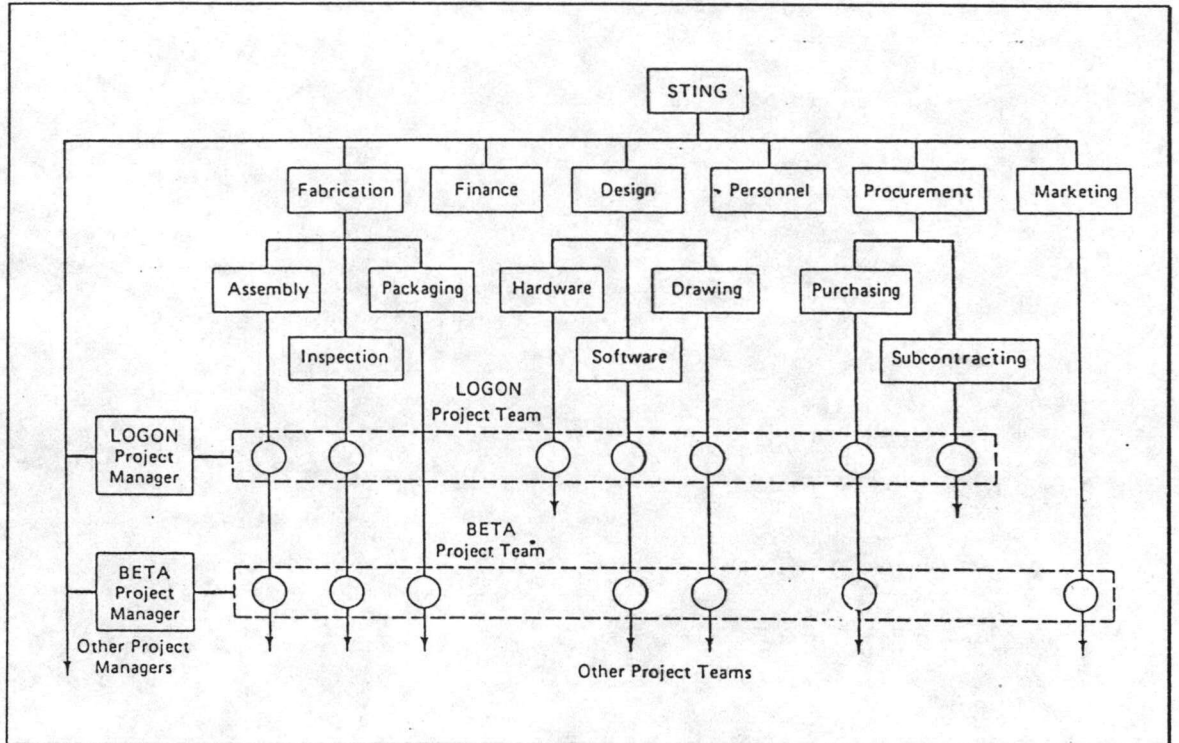 STING
Fabrication
Finance
Design
Personnel
Procurement
Marketing
Assembly
Packaging
Hardware
Drawing
Purchasing
Inspection
Software
Subcontracting
LOGON
Project Team
LOGON
Project
Manager
BETA
Project Team
BETA
Project
Manager
Other Project
Managers
Other Project Teams